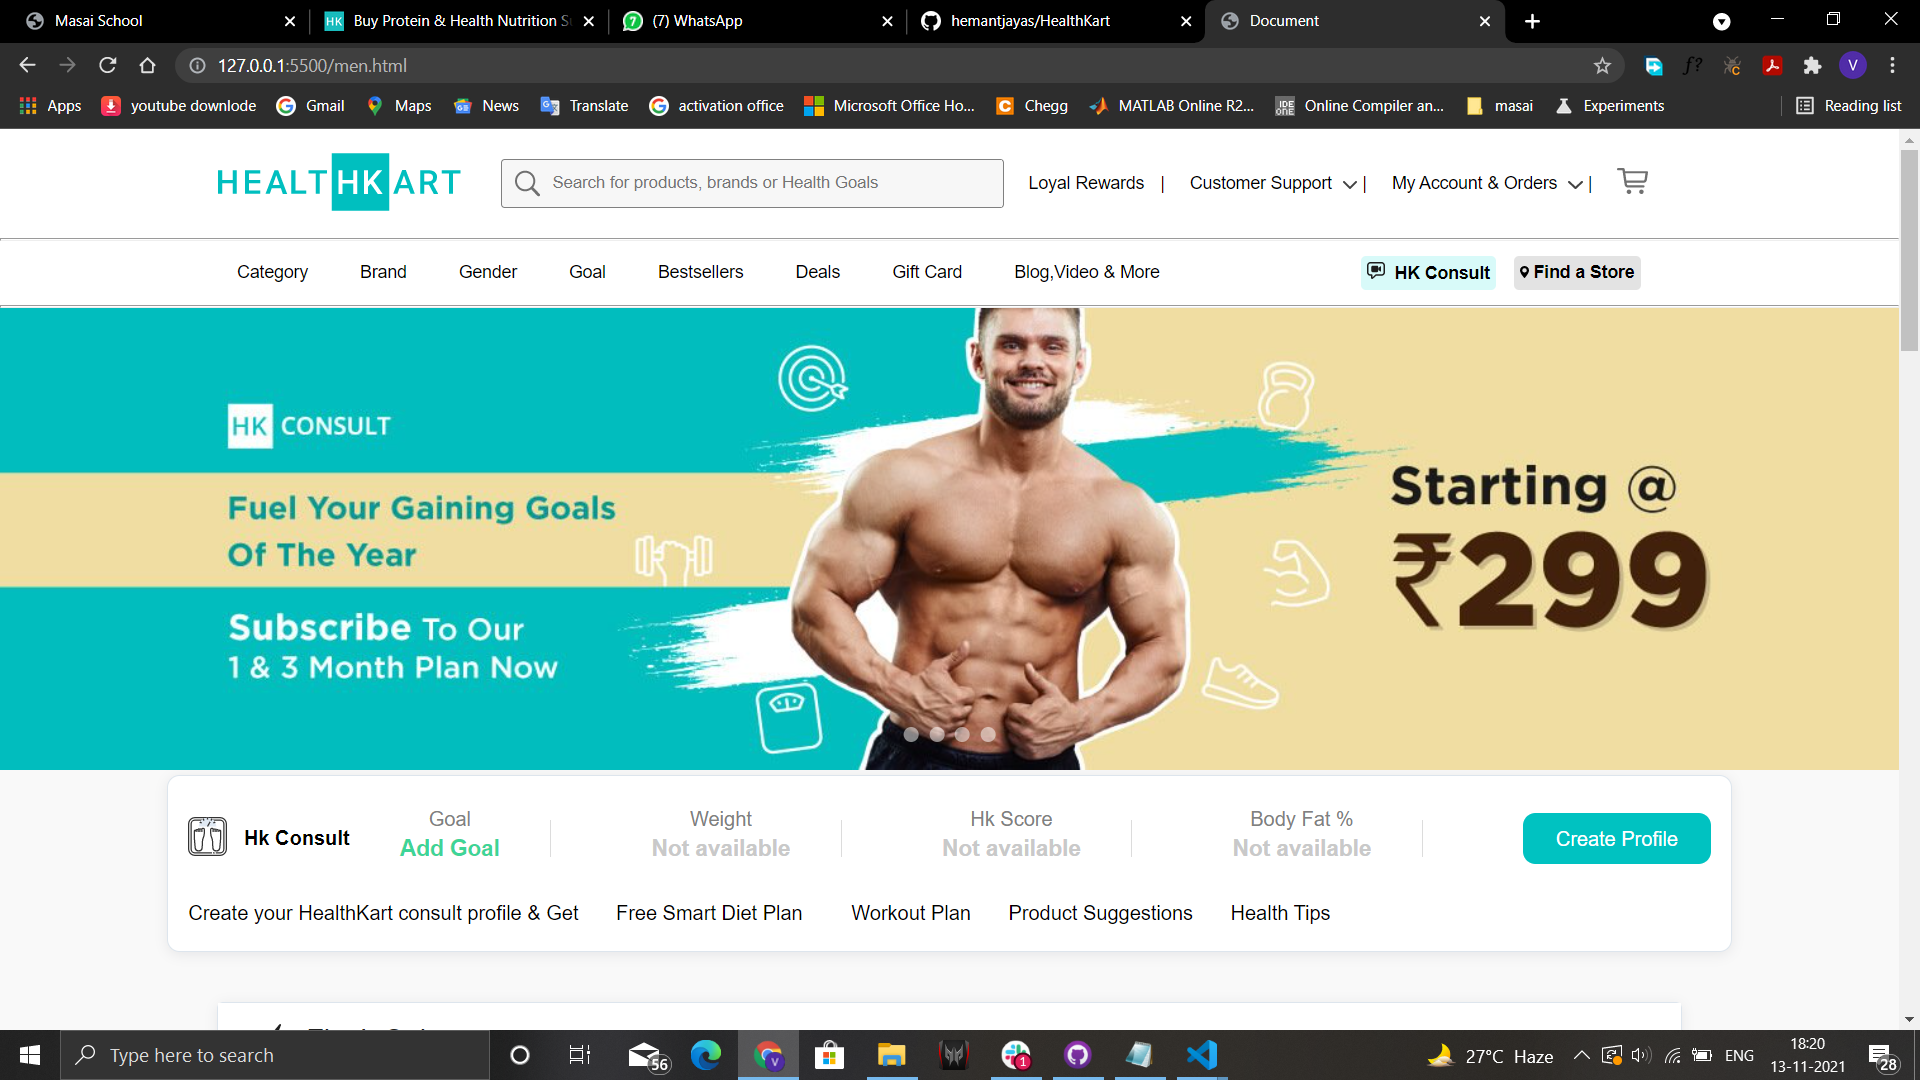 Masai School
HK Buy Protein & Health Nutrition S
7 (7) WhatsApp
hemantjayas/HealthKart
Document
127.0.0.1:5500/men.html
f?
C
V
Apps
youtube downlode
Gmail
Maps
News
Translate
activation office
Microsoft Office Ho...
C Chegg
MATLAB Online R2...
IDE ONE Online Compiler an...
masai
Experiments
Reading list
HEALTHKART
Search for products, brands or Health Goals
Loyal Rewards |
Customer Support |
My Account & Orders |
Category
Brand
Gender
Goal
Bestsellers
Deals
Gift Card
Blog,Video & More
HK Consult
Find a Store
HK CONSULT
Fuel Your Gaining Goals
Of The Year
Subscribe To Our
1 & 3 Month Plan Now
Starting @
₹299
Hk Consult
Goal
Add Goal
Weight
Not available
Hk Score
Not available
Body Fat %
Not available
Create Profile
Create your HealthKart consult profile & Get
Free Smart Diet Plan
Workout Plan
Product Suggestions
Health Tips
Type here to search
56
V
1
27°C Haze
ENG
18:20
13-11-2021
28